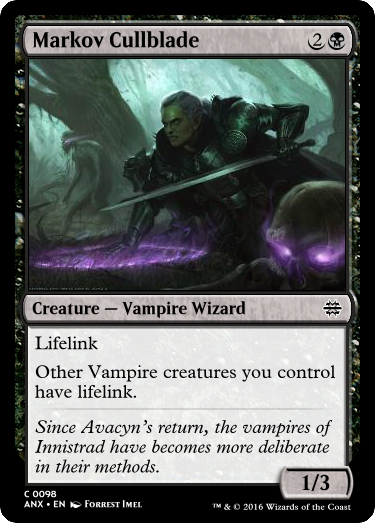 Markov Cullblade 2
Creature — Vampire Wizard
Lifelink
Other Vampire creatures you control
have lifelink.
Since Avacyn's return, the vampires of
Innistrad have becomes more deliberate
in their methods.
1/3
C 0098
ANX • EN Forrest Imel
™ & © 2016 Wizards of the Coast